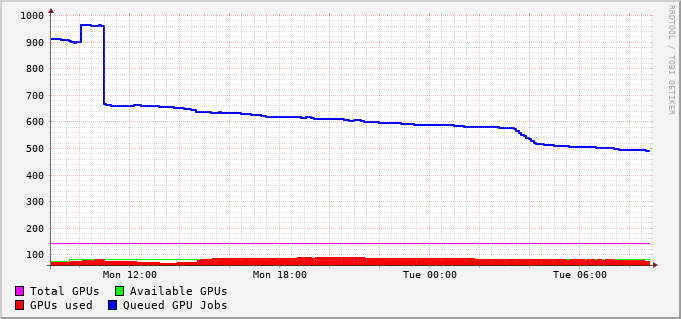 1000
900
800
700
600
500
400
300
200
100
Mon 12:00 Mon 18:00 Tue 00:00 Tue 06:00
Total GPUs Available GPUs
GPUs used Queued GPU Jobs
RRDTOOL / TOBI OETIKER